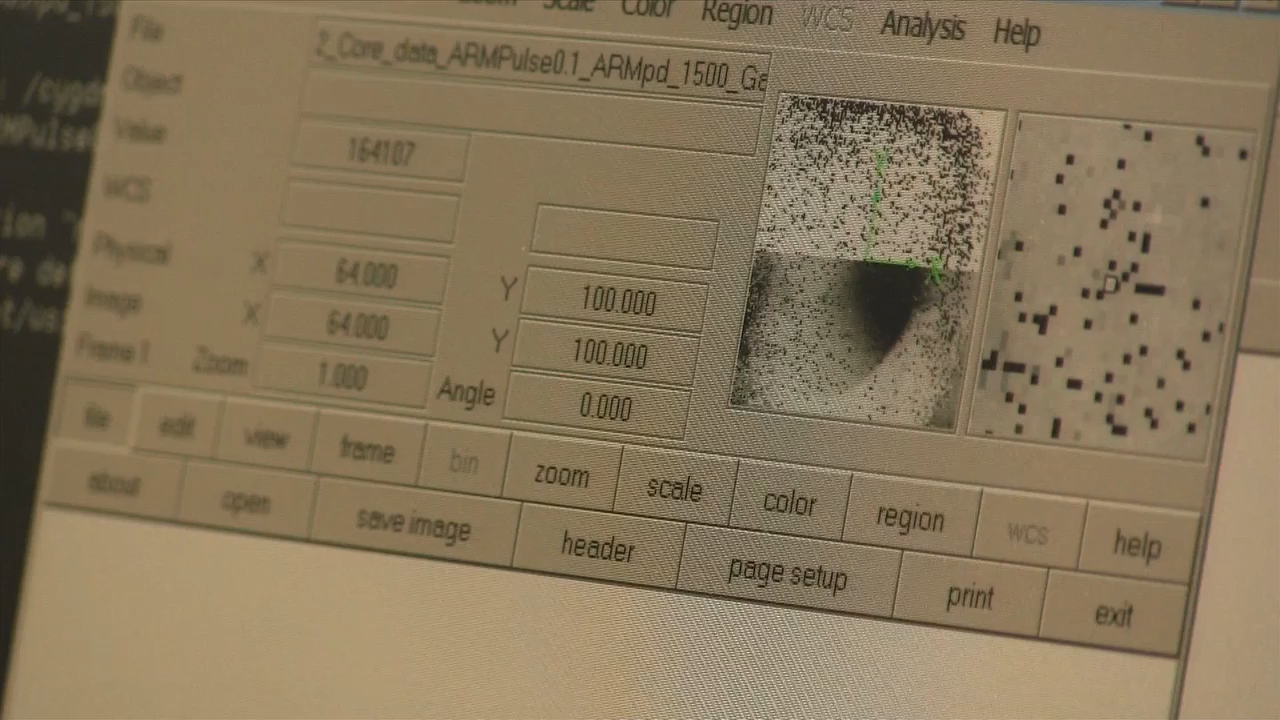 Zoom Scale Color Region WCS Analysis Help
File 2_Core_data_ARMPulse0.1_ARMpd_1500_Ga
Object
Value 164107
WCS
Physical X 64.000 Y 100.000
Image X 64.000 Y 100.000
Frame 1 Zoom 1.000 Angle 0.000
file edit view frame bin zoom scale color region wcs help
about open save image header page setup print exit